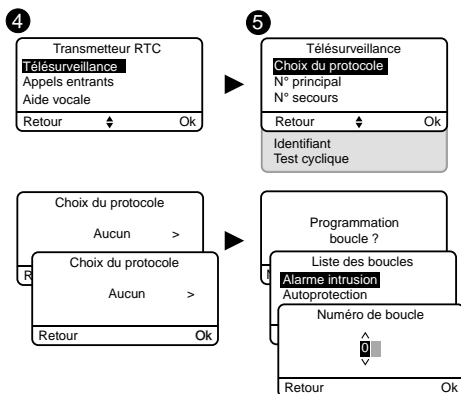 4
Transmetteur RTC
Télésurveillance
Appels entrants
Aide vocale
Retour Ok
5
Télésurveillance
Choix du protocole
N° principal
N° secours
Retour Ok
Identifiant
Test cyclique
Choix du protocole
Aucun >
R
Choix du protocole
Aucun >
Retour Ok
Programmation
boucle ?
Liste des boucles
Alarme intrusion
Autoprotection
Numéro de boucle
0
Retour Ok